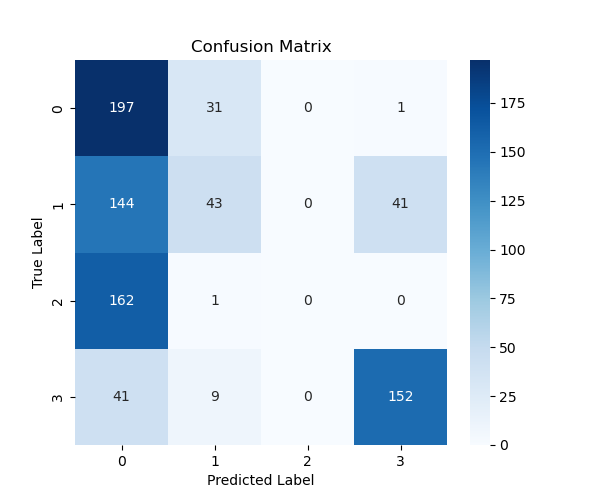 Confusion Matrix
True Label
0 197 31 0 1
1 144 43 0 41
2 162 1 0 0
3 41 9 0 152
0 1 2 3
Predicted Label
175
150
125
100
75
50
25
0